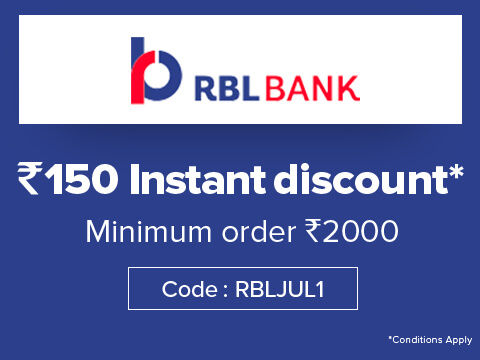 RBL BANK
₹150 Instant discount*
Minimum order ₹2000
Code : RBLJUL1
*Conditions Apply